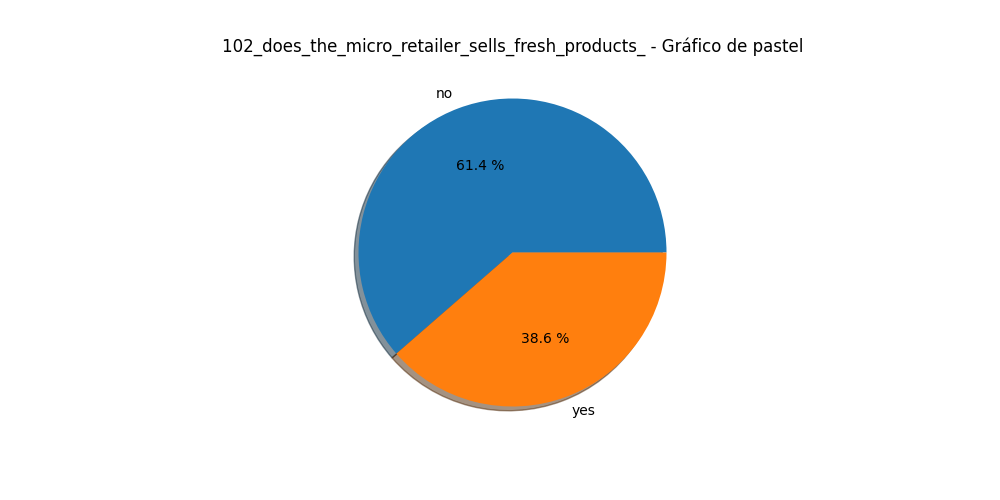 102_does_the_micro_retailer_sells_fresh_products_ - Gráfico de pastel
no
61.4 %
38.6 %
yes